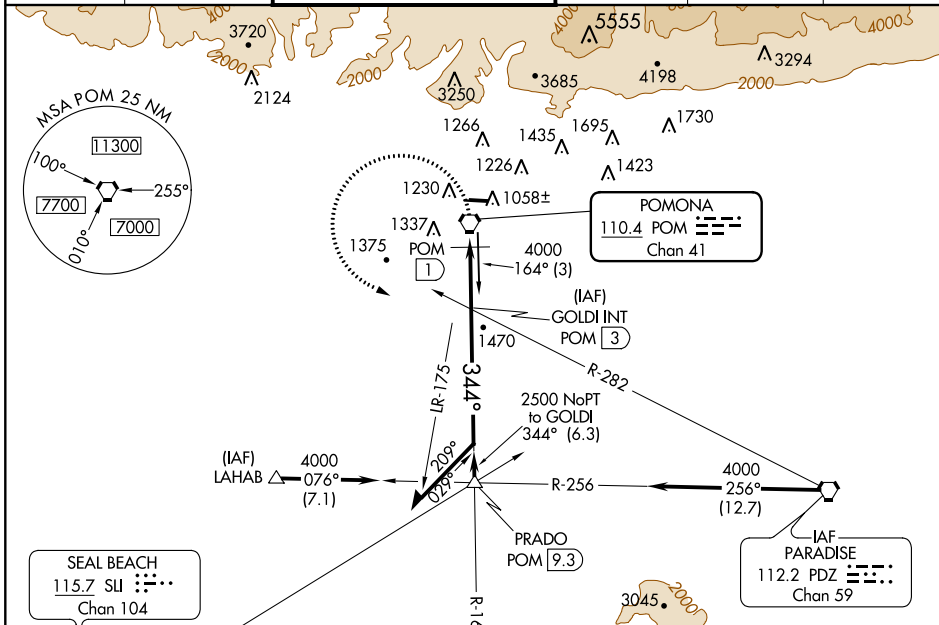 4000
5555
4000
3720
2000
2124
2000
3250
3685
4198
3294
2000
MSA POM 25 NM
11300
100°
255°
7700
7000
010°
1266
1435
1695
1730
1226
1423
1230
1058±
1337
1375
POMONA
110.4 POM
Chan 41
POM
1
4000
164° (3)
(IAF)
GOLDI INT
POM 3
1470
R-282
LR-175
344°
2500 NoPT
to GOLDI
344° (6.3)
209°
029°
(IAF)
LAHAB
4000
076°
(7.1)
R-256
4000
256°
(12.7)
PRADO
POM 9.3
IAF
PARADISE
112.2 PDZ
Chan 59
SEAL BEACH
115.7 SLI
Chan 104
2000
3045